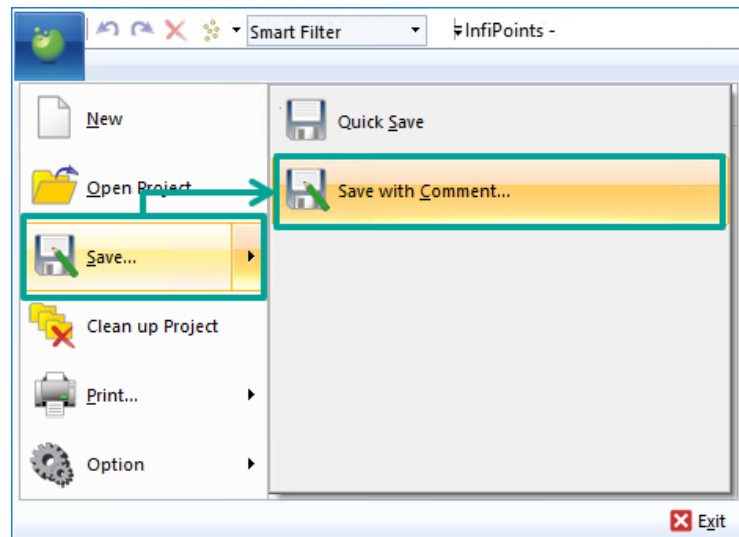 Smart Filter
InfiPoints -
New
Quick Save
Open Project
Save with Comment...
Save...
Clean up Project
Print...
Option
Exit